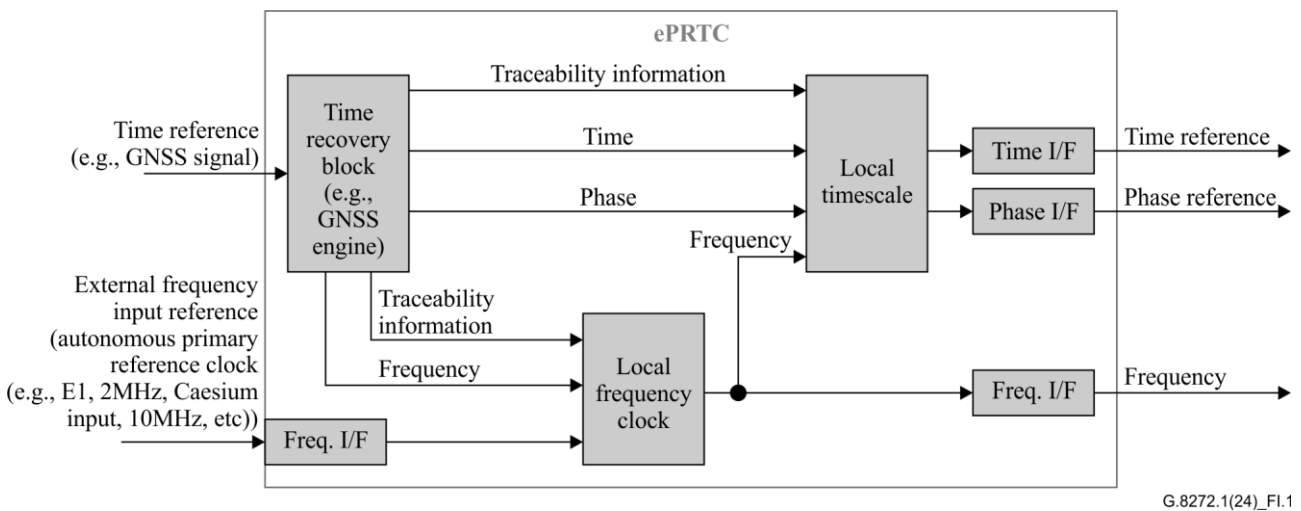 ePRTC
Traceability information
Time
recovery
block
(e.g.,
GNSS
engine)
Time reference
(e.g., GNSS signal)
Time
Phase
Frequency
Local
timescale
Time I/F
Time reference
Phase I/F
Phase reference
External frequency
input reference
(autonomous primary
reference clock
(e.g., E1, 2MHz, Caesium
input, 10MHz, etc))
Freq. I/F
Traceability
information
Frequency
Local
frequency
clock
Freq. I/F
Frequency
G.8272.1(24)_FI.1